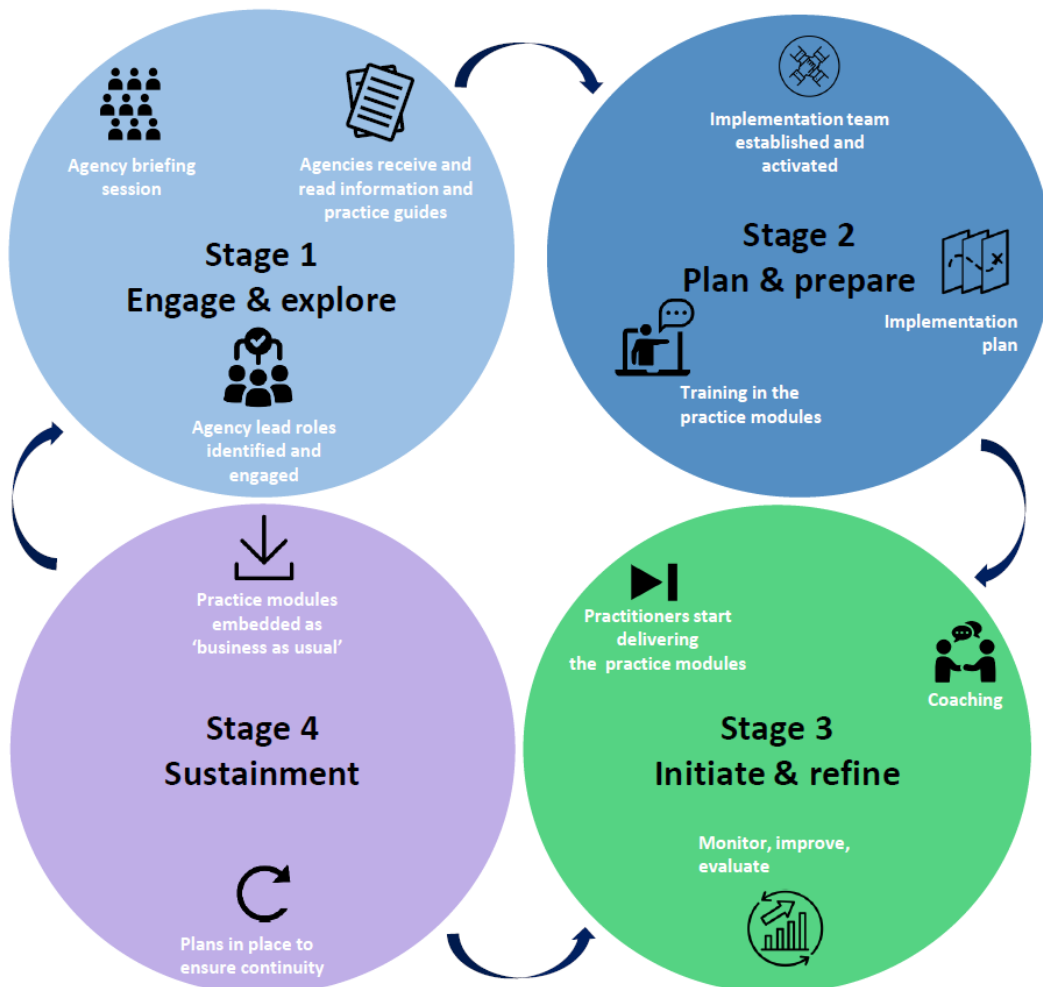 Agency briefing
session
Agencies receive and
read information and
practice guides
Stage 1
Engage & explore
Agency lead roles
identified and
engaged
Implementation team
established and
activated
Stage 2
Plan & prepare
Implementation
plan
Training in the
practice modules
Practitioners start
delivering
the practice modules
Coaching
Stage 3
Initiate & refine
Monitor, improve,
evaluate
Practice modules
embedded as
‘business as usual’
Stage 4
Sustainment
Plans in place to
ensure continuity